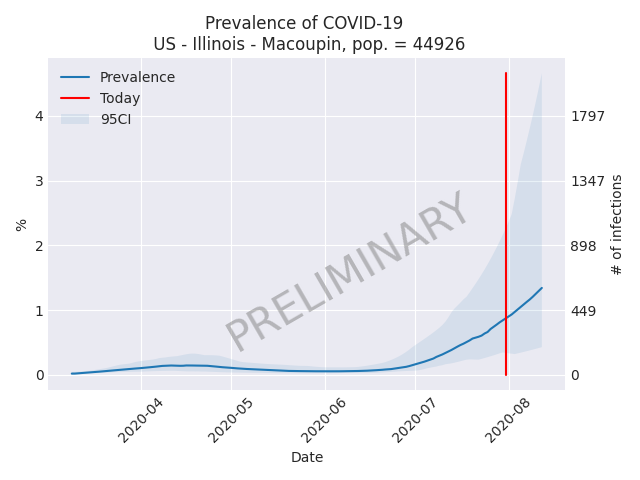 Prevalence of COVID-19
US - Illinois - Macoupin, pop. = 44926
Prevalence
Today
95CI
4
3
2
1
0
%
1797
1347
898
449
0
# of infections
PRELIMINARY
2020-04
2020-05
2020-06
2020-07
2020-08
Date